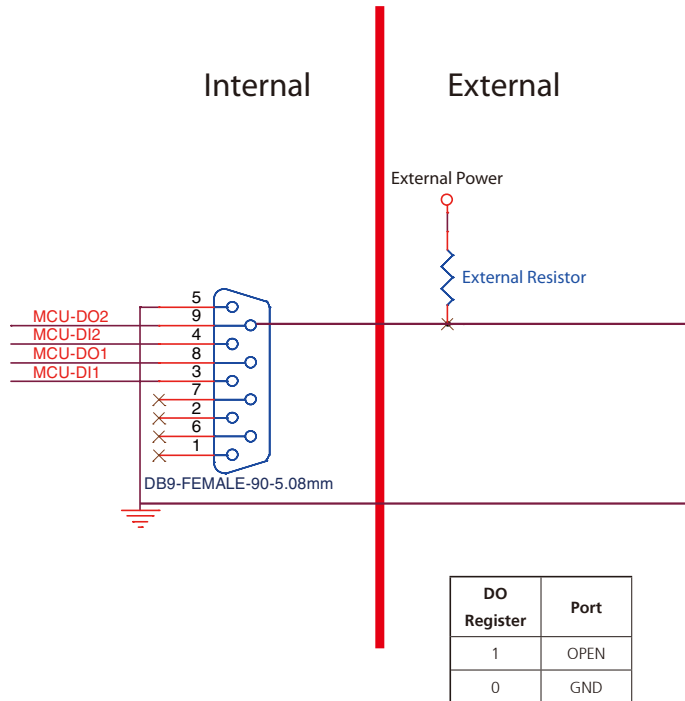 Internal
External
External Power
External Resistor
5
MCU-DO2
9
MCU-DI2
4
MCU-DO1
8
MCU-DI1
3
7
2
6
1
DB9-FEMALE-90-5.08mm
DO
Register
Port
1
OPEN
0
GND